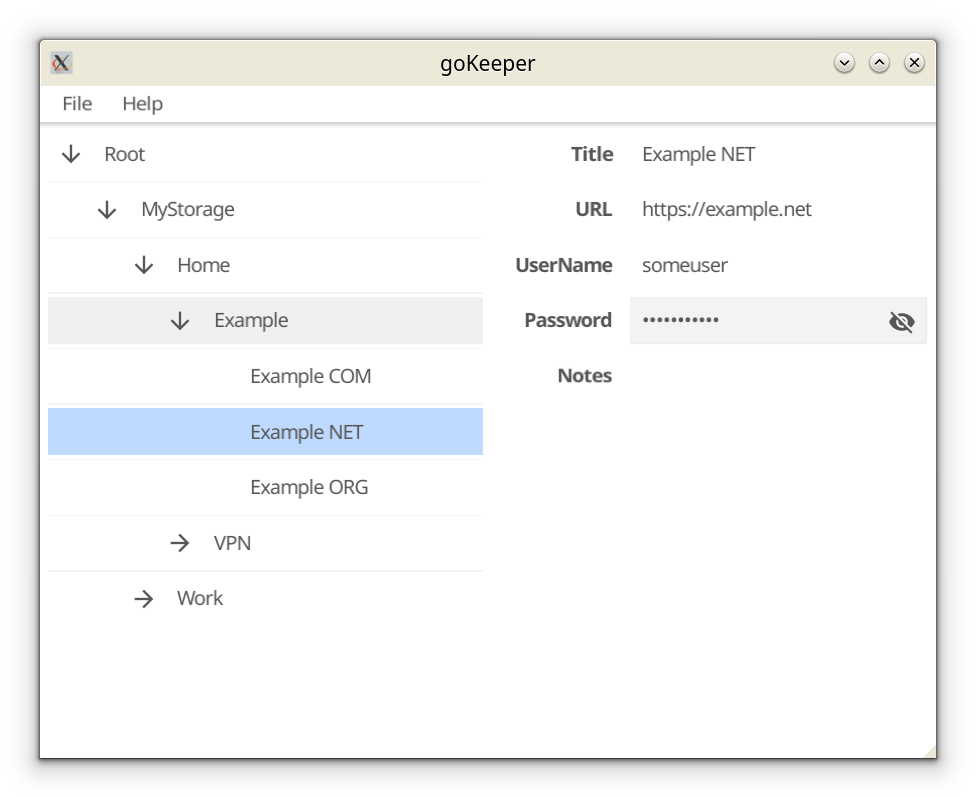 goKeeper
File Help
Root
MyStorage
Home
Example
Example COM
Example NET
Example ORG
VPN
Work
Title Example NET
URL https://example.net
UserName someuser
Password •••••••••••
Notes